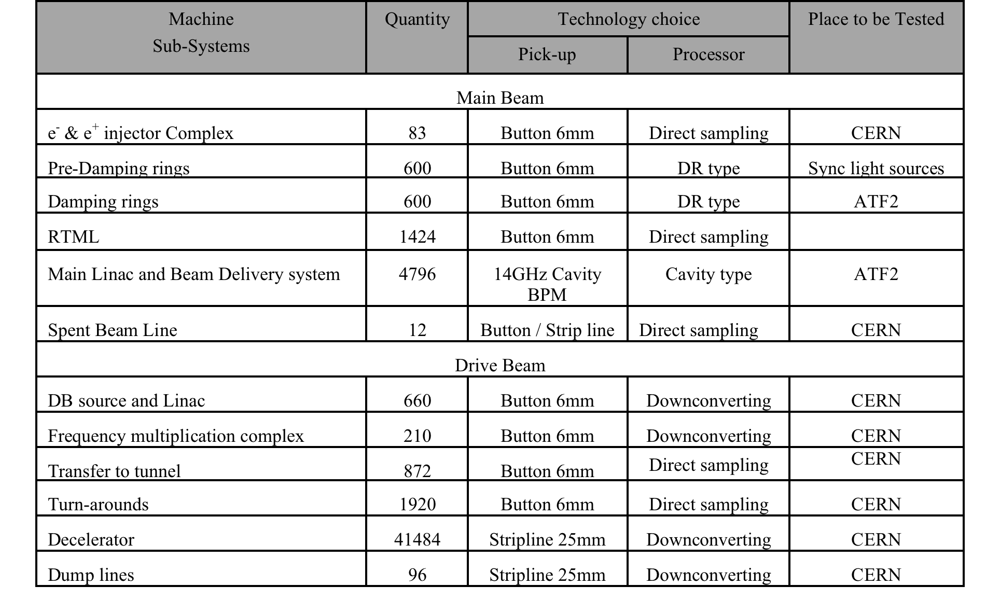 Machine
Sub-Systems
Quantity
Technology choice
Place to be Tested
Pick-up
Processor
Main Beam
e- & e+ injector Complex 83 Button 6mm Direct sampling CERN
Pre-Damping rings 600 Button 6mm DR type Sync light sources
Damping rings 600 Button 6mm DR type ATF2
RTML 1424 Button 6mm Direct sampling
Main Linac and Beam Delivery system 4796 14GHz Cavity Cavity type ATF2
BPM
Spent Beam Line 12 Button / Strip line Direct sampling CERN
Drive Beam
DB source and Linac 660 Button 6mm Downconverting CERN
Frequency multiplication complex 210 Button 6mm Downconverting CERN
Transfer to tunnel 872 Button 6mm Direct sampling CERN
Turn-arounds 1920 Button 6mm Direct sampling CERN
Decelerator 41484 Stripline 25mm Downconverting CERN
Dump lines 96 Stripline 25mm Downconverting CERN